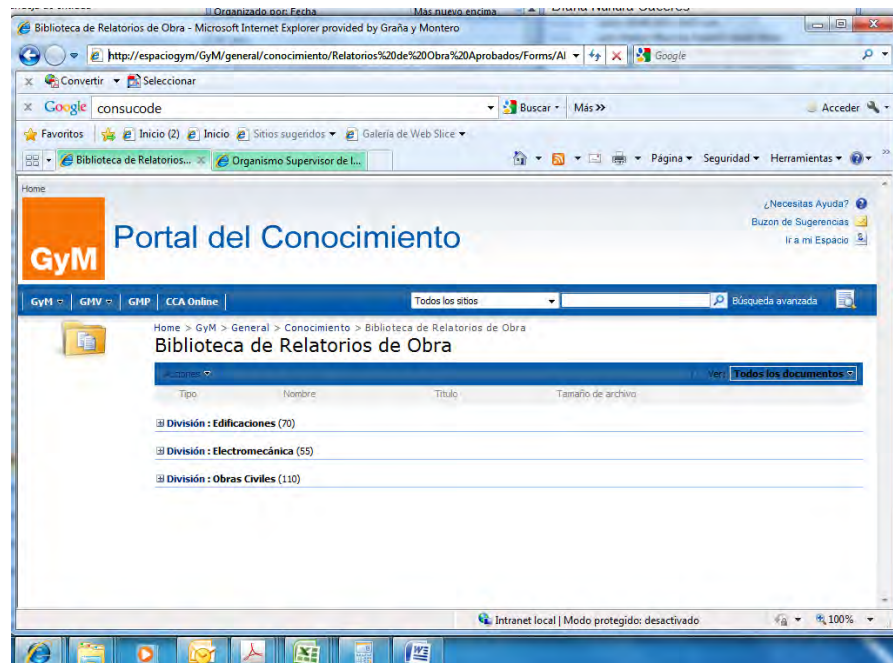 Organizado por: Fecha
Más nuevo encima
Biblioteca de Relatorios de Obra - Microsoft Internet Explorer provided by Graña y Montero
http://espaciogym/GyM/general/conocimiento/Relatorios%20de%20Obra%20Aprobados/Forms/Al
Google
Convertir
Seleccionar
Google consucode
Buscar
Más >>
Acceder
Favoritos
Inicio (2)
Inicio
Sitios sugeridos
Galería de Web Slice
Biblioteca de Relatorios...
Organismo Supervisor de l...
Página
Seguridad
Herramientas
Home
¿Necesitas Ayuda?
Buzon de Sugerencias
Ir a mi Espacio
GyM
Portal del Conocimiento
GyM
GMV
GMP
CCA Online
Todos los sitios
Búsqueda avanzada
Home > GyM > General > Conocimiento > Biblioteca de Relatorios de Obra
Biblioteca de Relatorios de Obra
Acciones
Ver: Todos los documentos
Tipo
Nombre
Título
Tamaño de archivo
División : Edificaciones (70)
División : Electromecánica (55)
División : Obras Civiles (110)
Intranet local | Modo protegido: desactivado
100%